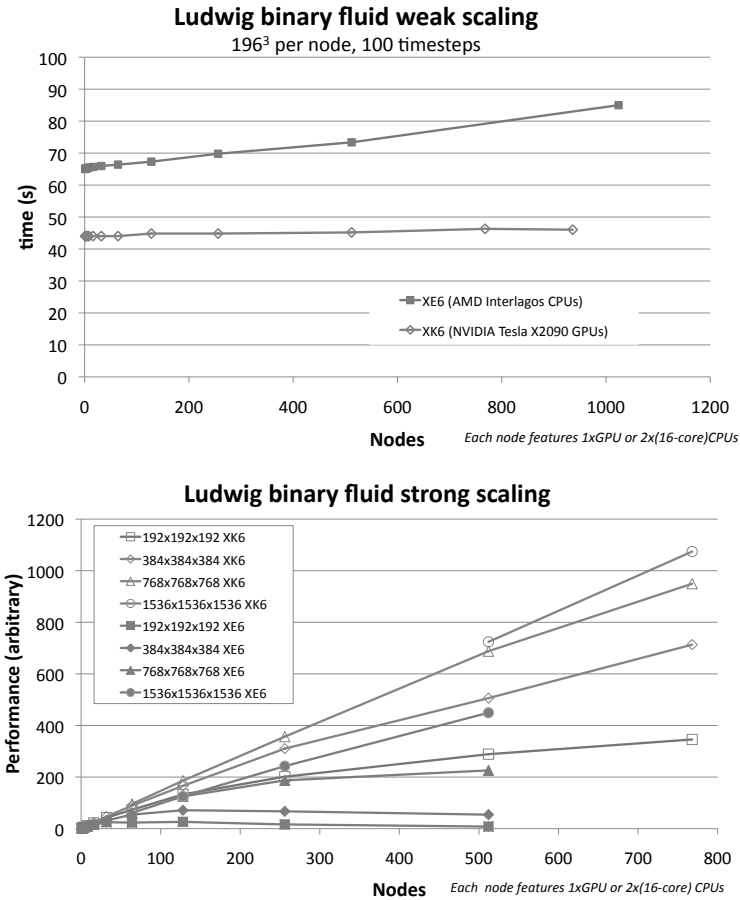 Ludwig binary fluid weak scaling
196³ per node, 100 timesteps
100
90
80
70
60
50
40
30
20
10
0
time (s)
XE6 (AMD Interlagos CPUs)
XK6 (NVIDIA Tesla X2090 GPUs)
0 200 400 600 800 1000 1200
Nodes
Each node features 1xGPU or 2x(16-core)CPUs
Ludwig binary fluid strong scaling
1200
1000
800
600
400
200
0
Performance (arbitrary)
192x192x192 XK6
384x384x384 XK6
768x768x768 XK6
1536x1536x1536 XK6
192x192x192 XE6
384x384x384 XE6
768x768x768 XE6
1536x1536x1536 XE6
0 100 200 300 400 500 600 700 800
Nodes
Each node features 1xGPU or 2x(16-core) CPUs